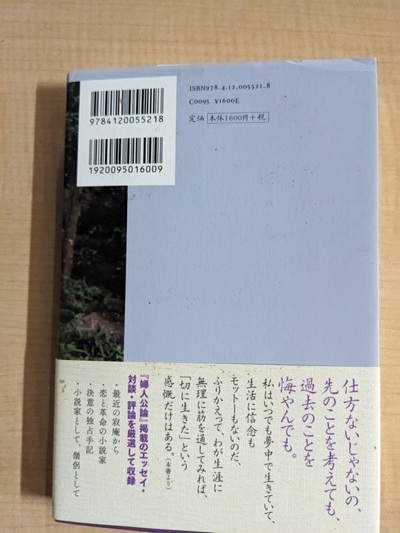 ISBN978-4-12-005521-8
C0095 ¥1600E
定価 本体1600円+税
9784120055218
1920095016009
仕方ないじゃないの、
先のことを考えても、
過去のことを
悔やんでも。
私はいつでも夢中で生きていて、
生活に信念も
モットーもないのだ、
ふりかえって、わが生涯に
無理に筋を通してみれば、
「切に生きた」という
感慨だけはある。(本書より)
『婦人公論』掲載のエッセイ・
対談・評論を厳選して収録
・最近の寂庵から
・恋と革命の小説家
・決意の独占手記
・小説家として、僧侶として